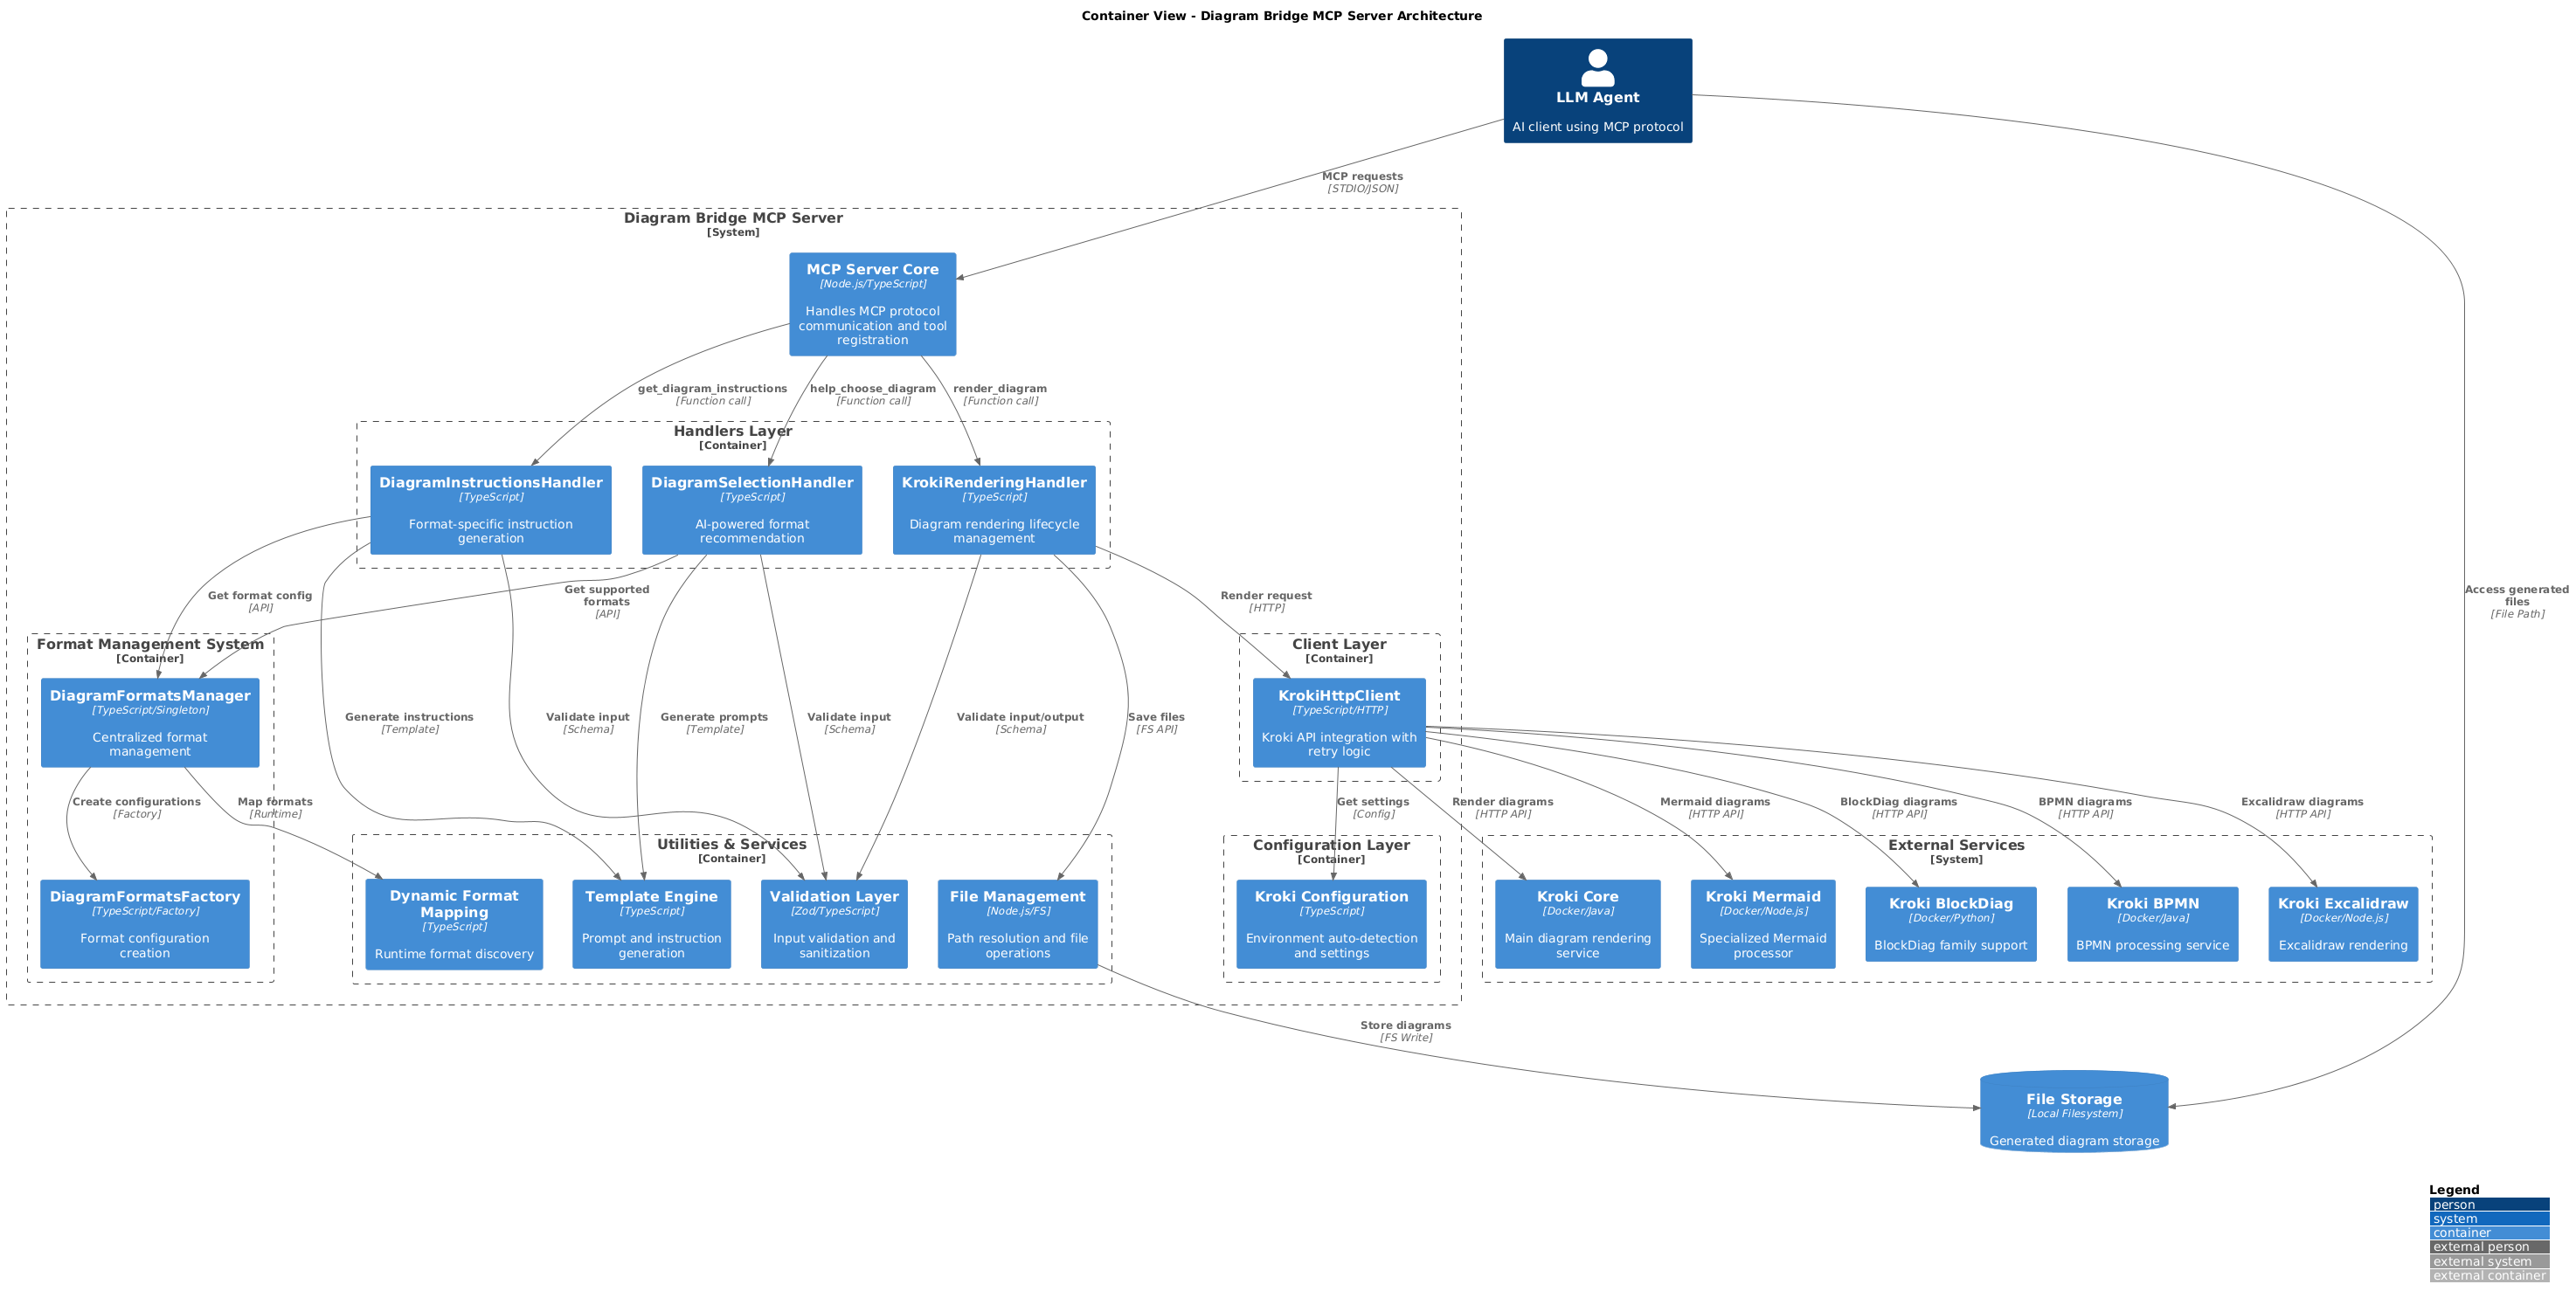 Container View - Diagram Bridge MCP Server Architecture
LLM Agent
AI client using MCP protocol
MCP requests
[STDIO/JSON]
Diagram Bridge MCP Server
[System]
MCP Server Core
[Node.js/TypeScript]
Handles MCP protocol
communication and tool
registration
get_diagram_instructions
[Function call]
help_choose_diagram
[Function call]
render_diagram
[Function call]
Handlers Layer
[Container]
DiagramInstructionsHandler
[TypeScript]
Format-specific instruction
generation
DiagramSelectionHandler
[TypeScript]
AI-powered format
recommendation
KrokiRenderingHandler
[TypeScript]
Diagram rendering lifecycle
management
Get format config
[API]
Get supported
formats
[API]
Render request
[HTTP]
Access generated
files
[File Path]
Format Management System
[Container]
DiagramFormatsManager
[TypeScript/Singleton]
Centralized format
management
Client Layer
[Container]
KrokiHttpClient
[TypeScript/HTTP]
Kroki API integration with
retry logic
Generate instructions
[Template]
Validate input
[Schema]
Generate prompts
[Template]
Validate input
[Schema]
Validate input/output
[Schema]
Save files
[FS API]
Create configurations
[Factory]
Map formats
[Runtime]
Get settings
[Config]
Render diagrams
[HTTP API]
Mermaid diagrams
[HTTP API]
BlockDiag diagrams
[HTTP API]
BPMN diagrams
[HTTP API]
Excalidraw diagrams
[HTTP API]
DiagramFormatsFactory
[TypeScript/Factory]
Format configuration
creation
Utilities & Services
[Container]
Dynamic Format
Mapping
[TypeScript]
Runtime format discovery
Template Engine
[TypeScript]
Prompt and instruction
generation
Validation Layer
[Zod/TypeScript]
Input validation and
sanitization
File Management
[Node.js/FS]
Path resolution and file
operations
Configuration Layer
[Container]
Kroki Configuration
[TypeScript]
Environment auto-detection
and settings
External Services
[System]
Kroki Core
[Docker/Java]
Main diagram rendering
service
Kroki Mermaid
[Docker/Node.js]
Specialized Mermaid
processor
Kroki BlockDiag
[Docker/Python]
BlockDiag family support
Kroki BPMN
[Docker/Java]
BPMN processing service
Kroki Excalidraw
[Docker/Node.js]
Excalidraw rendering
Store diagrams
[FS Write]
File Storage
[Local Filesystem]
Generated diagram storage
Legend
person
system
container
external person
external system
external container